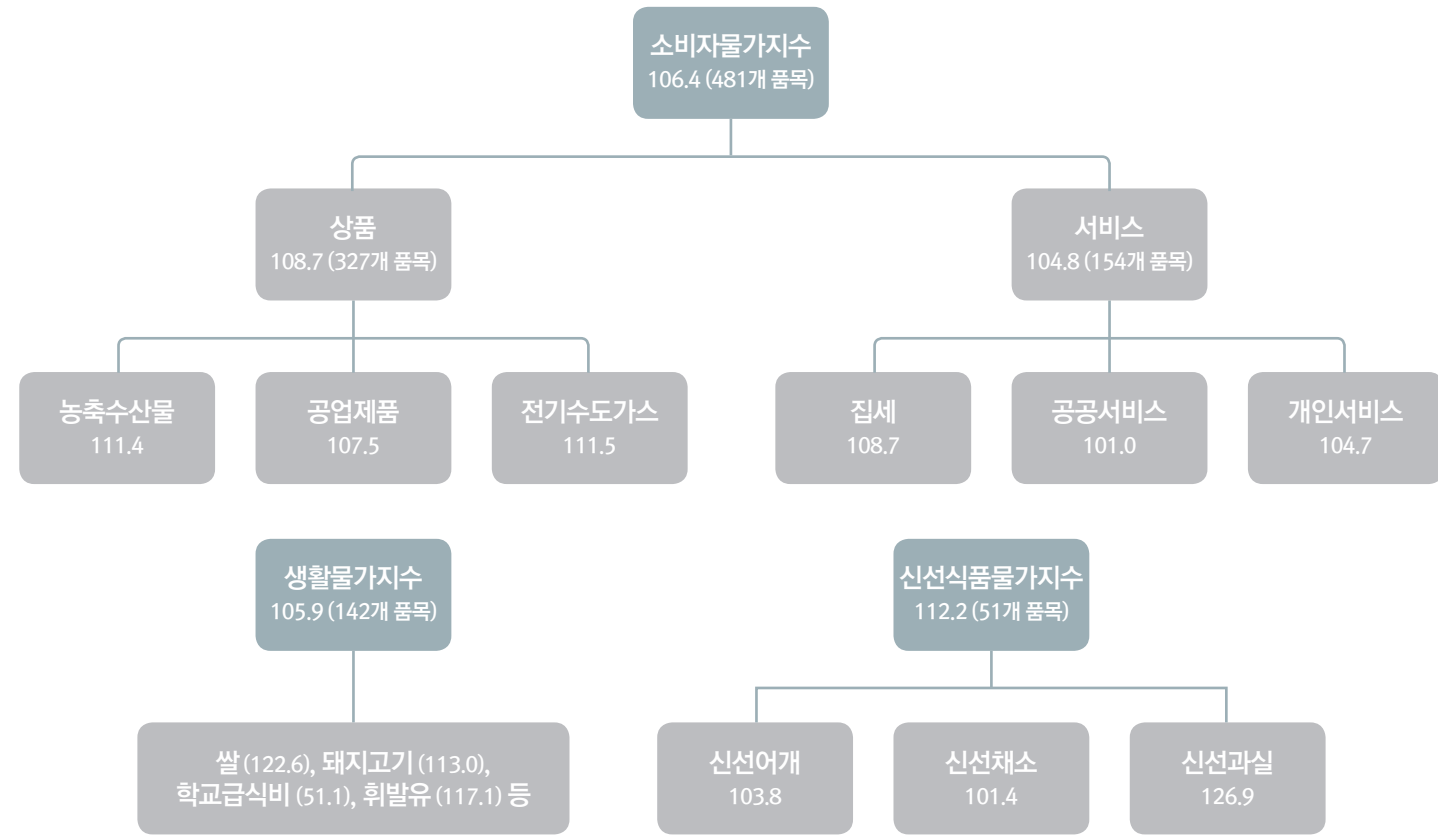 소비자물가지수
106.4 (481개 품목)
상품
108.7 (327개 품목)
서비스
104.8 (154개 품목)
농축수산물
111.4
공업제품
107.5
전기수도가스
111.5
집세
108.7
공공서비스
101.0
개인서비스
104.7
생활물가지수
105.9 (142개 품목)
신선식품물가지수
112.2 (51개 품목)
쌀 (122.6), 돼지고기 (113.0),
학교급식비 (51.1), 휘발유 (117.1) 등
신선어개
103.8
신선채소
101.4
신선과실
126.9